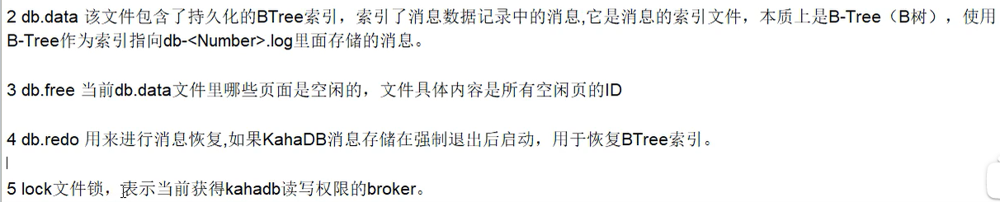 2 db.data 该文件包含了持久化的BTree索引，索引了消息数据记录中的消息,它是消息的索引文件，本质上是B-Tree（B树），使用
B-Tree作为索引指向db-<Number>.log里面存储的消息。
3 db.free 当前db.data文件里哪些页面是空闲的，文件具体内容是所有空闲页的ID
4 db.redo 用来进行消息恢复,如果KahaDB消息存储在强制退出后启动，用于恢复BTree索引。
5 lock文件锁，表示当前获得kahadb读写权限的broker。